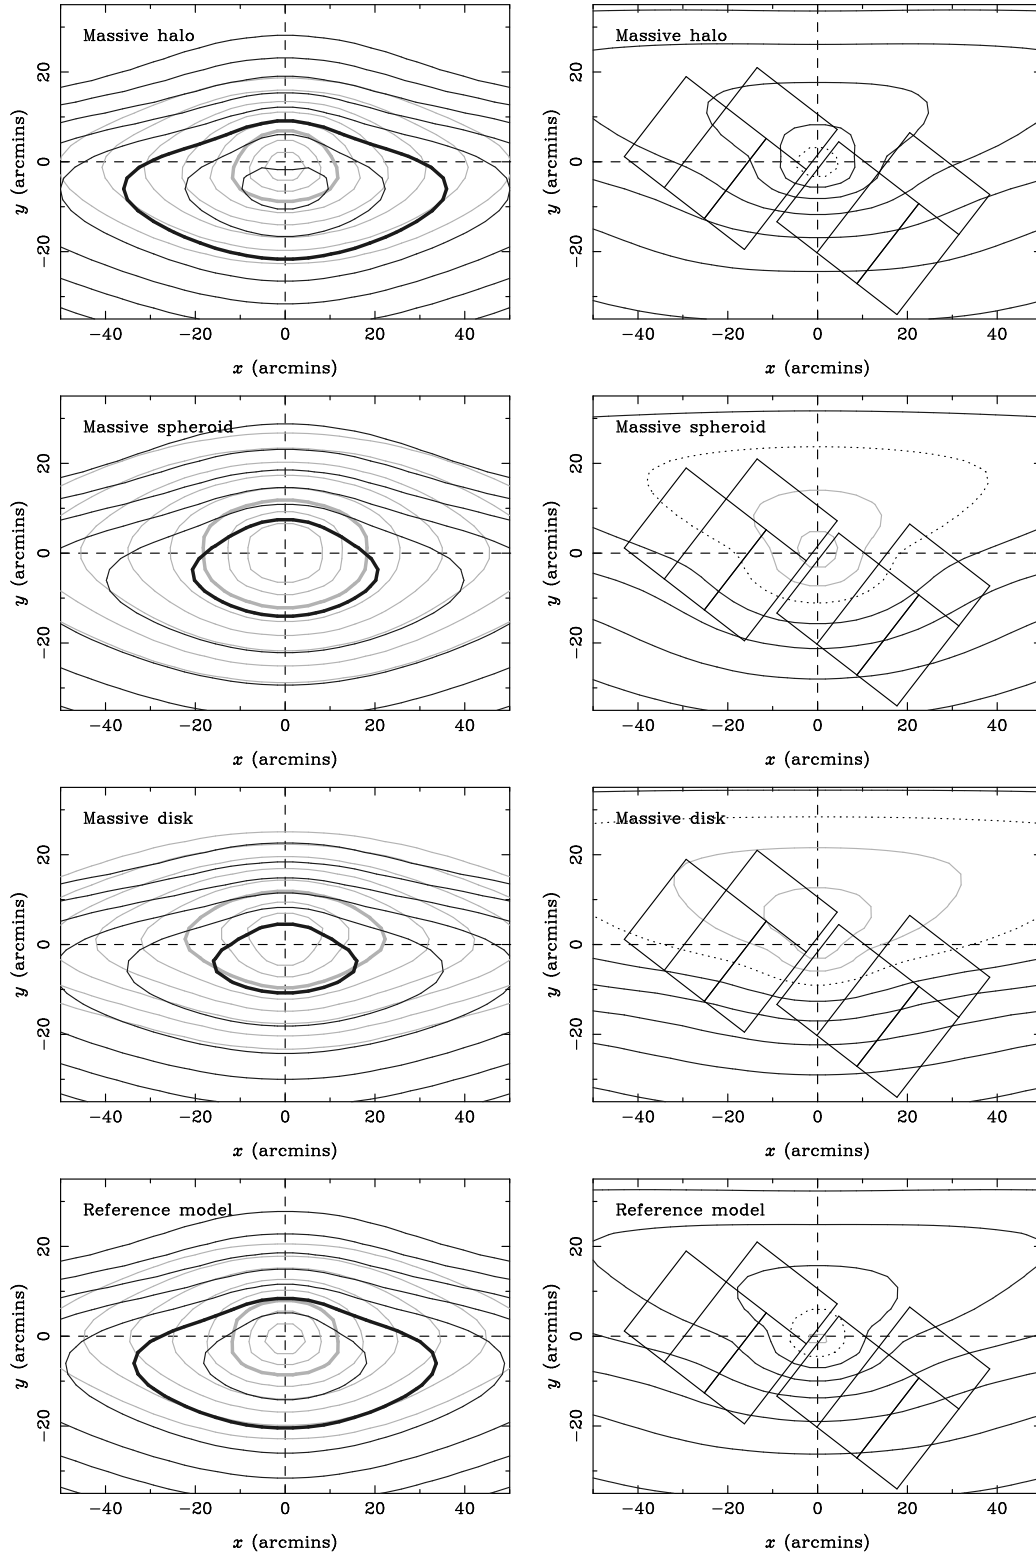 Massive halo
Massive halo
20
0
−20
y (arcmins)
−40 −20 0 20 40
x (arcmins)
20
0
−20
y (arcmins)
−40 −20 0 20 40
x (arcmins)
Massive spheroid
Massive spheroid
20
0
−20
y (arcmins)
−40 −20 0 20 40
x (arcmins)
20
0
−20
y (arcmins)
−40 −20 0 20 40
x (arcmins)
Massive disk
Massive disk
20
0
−20
y (arcmins)
−40 −20 0 20 40
x (arcmins)
20
0
−20
y (arcmins)
−40 −20 0 20 40
x (arcmins)
Reference model
Reference model
20
0
−20
y (arcmins)
−40 −20 0 20 40
x (arcmins)
20
0
−20
y (arcmins)
−40 −20 0 20 40
x (arcmins)